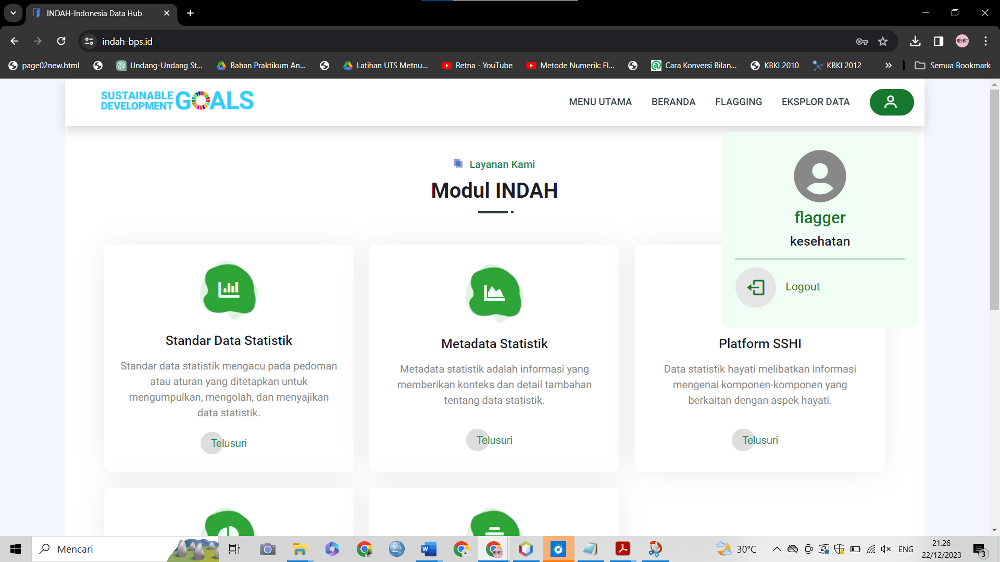 INDAH-Indonesia Data Hub
indah-bps.id
page02new.html
Undang-Undang St...
Bahan Praktikum An...
Latihan UTS Metnu...
Retna - YouTube
Metode Numerik: Fl...
Cara Konversi Bilan...
KBKI 2010
KBKI 2012
Semua Bookmark
SUSTAINABLE
DEVELOPMENT
GOALS
MENU UTAMA
BERANDA
FLAGGING
EKSPLOR DATA
Layanan Kami
Modul INDAH
flagger
kesehatan
Logout
Standar Data Statistik
Standar data statistik mengacu pada pedoman
atau aturan yang ditetapkan untuk
mengumpulkan, mengolah, dan menyajikan
data statistik.
Telusuri
Metadata Statistik
Metadata statistik adalah informasi yang
memberikan konteks dan detail tambahan
tentang data statistik.
Telusuri
Platform SSHI
Data statistik hayati melibatkan informasi
mengenai komponen-komponen yang
berkaitan dengan aspek hayati.
Telusuri
Mencari
30°C
ENG
21.26
22/12/2023
3